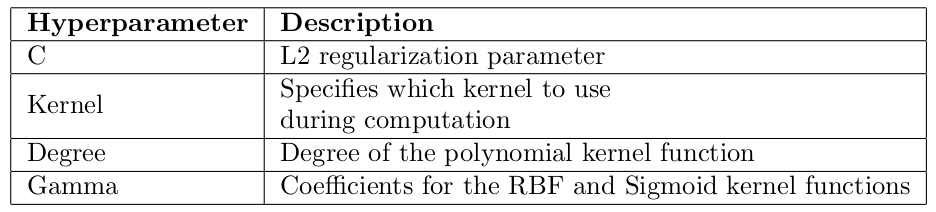 Hyperparameter Description
C L2 regularization parameter
Kernel Specifies which kernel to use
during computation
Degree Degree of the polynomial kernel function
Gamma Coefficients for the RBF and Sigmoid kernel functions